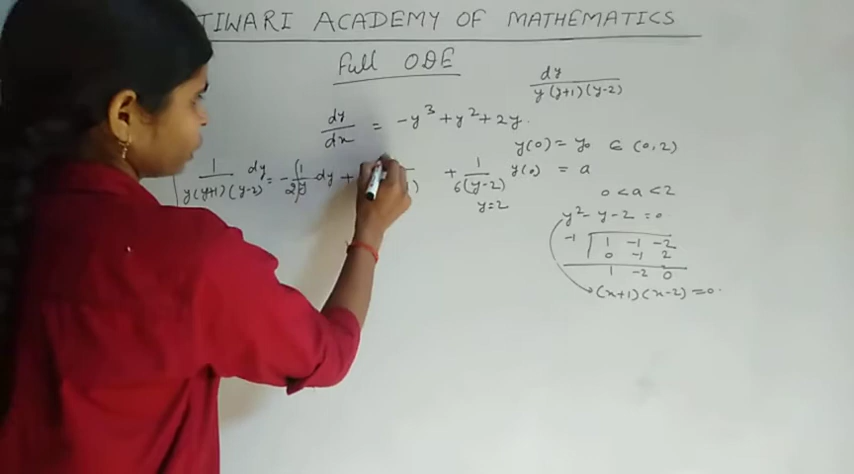 TIWARI ACADEMY OF MATHEMATICS
Full ODE
dy/dx = -y³ + y² + 2y.
dy/y(y+1)(y-2)
y(0) = y₀ ∈ (0,2)
y(0) = a
0 < a < 2
1/y(y+1)(y-2) dy = -1/2y dy + 1) + 1/6(y-2)
y=2
y² - y - 2 = 0
-1 | 1 -1 -2
0 -1 2
1 -2 0
(x+1)(x-2) = 0.